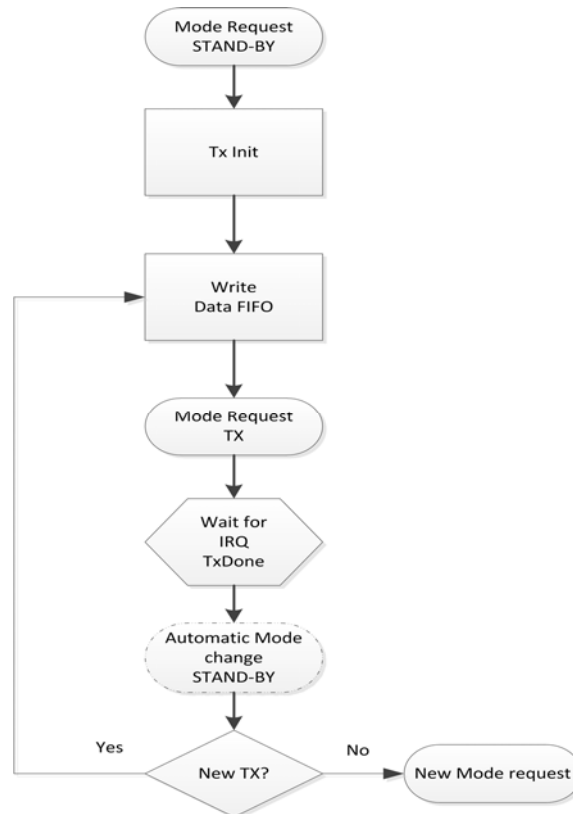 Mode Request
STAND-BY
Tx Init
Write
Data FIFO
Mode Request
TX
Wait for
IRQ
TxDone
Automatic Mode
change
STAND-BY
Yes
New TX?
No
New Mode request